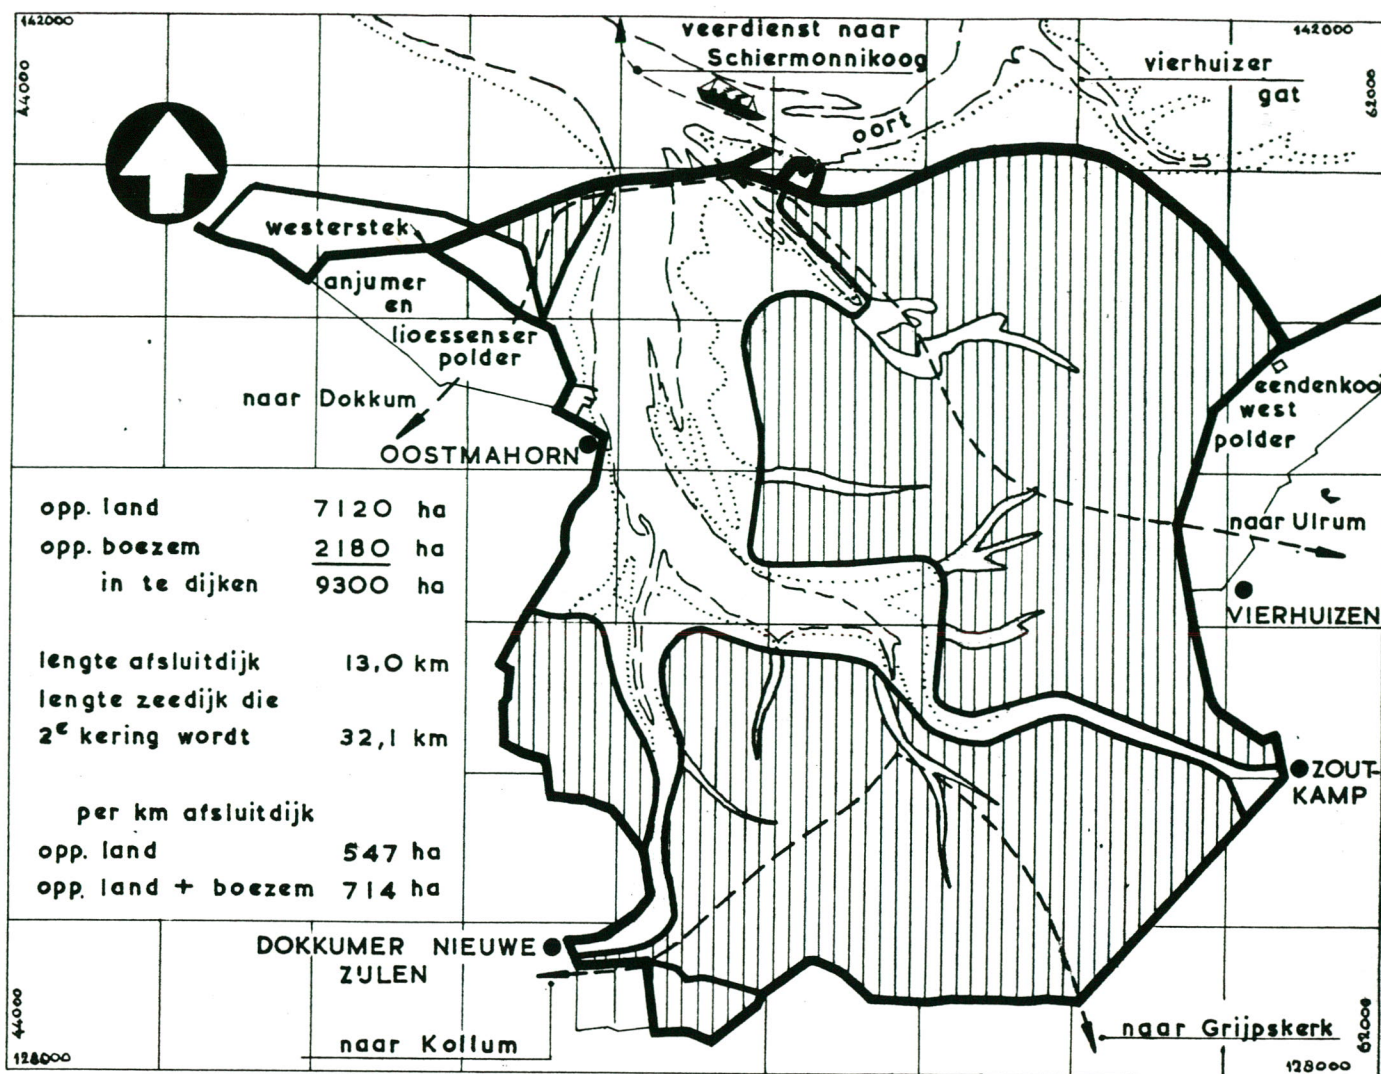 142000
142000
44000
62000
veerdienst naar
Schiermonnikoog
vierhuizer
gat
oort
westerstek
anjumer
en
lioessenser
polder
naar Dokkum
OOSTMAHORN
eendenkooi
west
polder
naar Ulrum
VIERHUIZEN
opp. land 7120 ha
opp. boezem 2180 ha
in te dijken 9300 ha
lengte afsluitdijk 13,0 km
lengte zeedijk die
2e kering wordt 32,1 km
per km afsluitdijk
opp. land 547 ha
opp. land + boezem 714 ha
ZOUT-
KAMP
DOKKUMER NIEUWE
ZIJLEN
naar Kollum
naar Grijpskerk
44000
128000
62000
128000